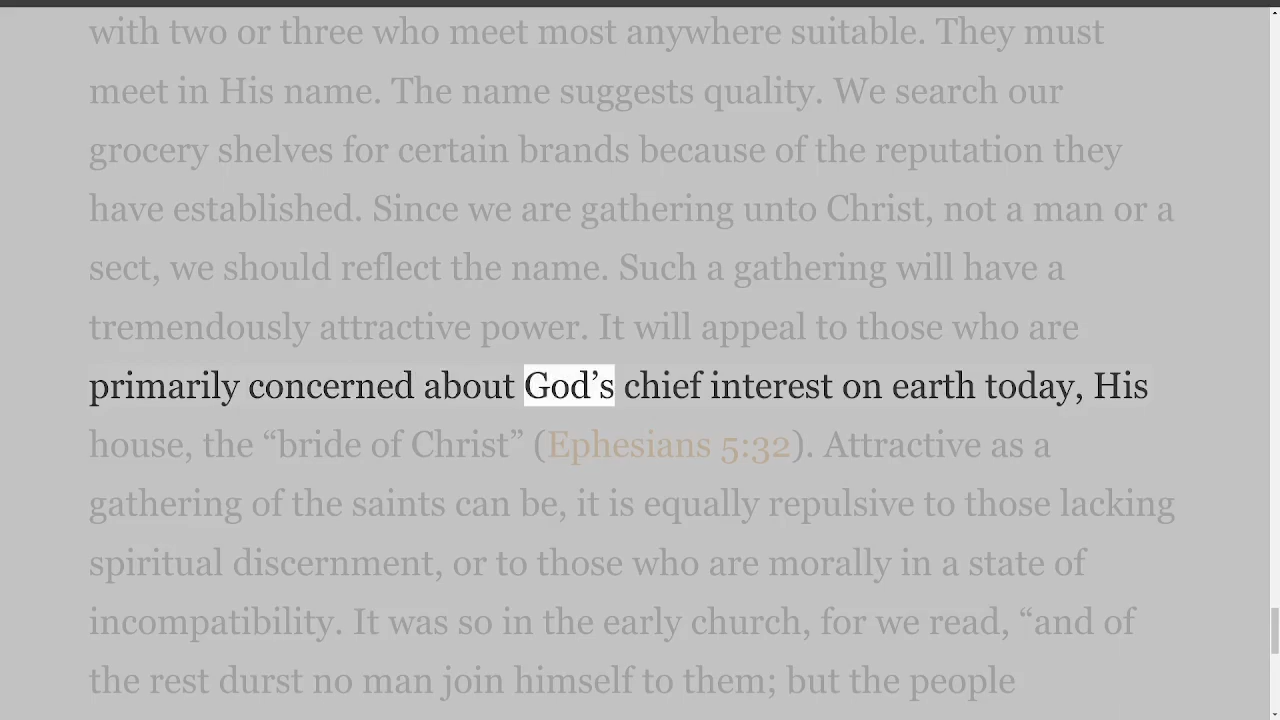 with two or three who meet most anywhere suitable. They must
meet in His name. The name suggests quality. We search our
grocery shelves for certain brands because of the reputation they
have established. Since we are gathering unto Christ, not a man or a
sect, we should reflect the name. Such a gathering will have a
tremendously attractive power. It will appeal to those who are
primarily concerned about God’s chief interest on earth today, His
house, the “bride of Christ” (Ephesians 5:32). Attractive as a
gathering of the saints can be, it is equally repulsive to those lacking
spiritual discernment, or to those who are morally in a state of
incompatibility. It was so in the early church, for we read, “and of
the rest durst no man join himself to them; but the people